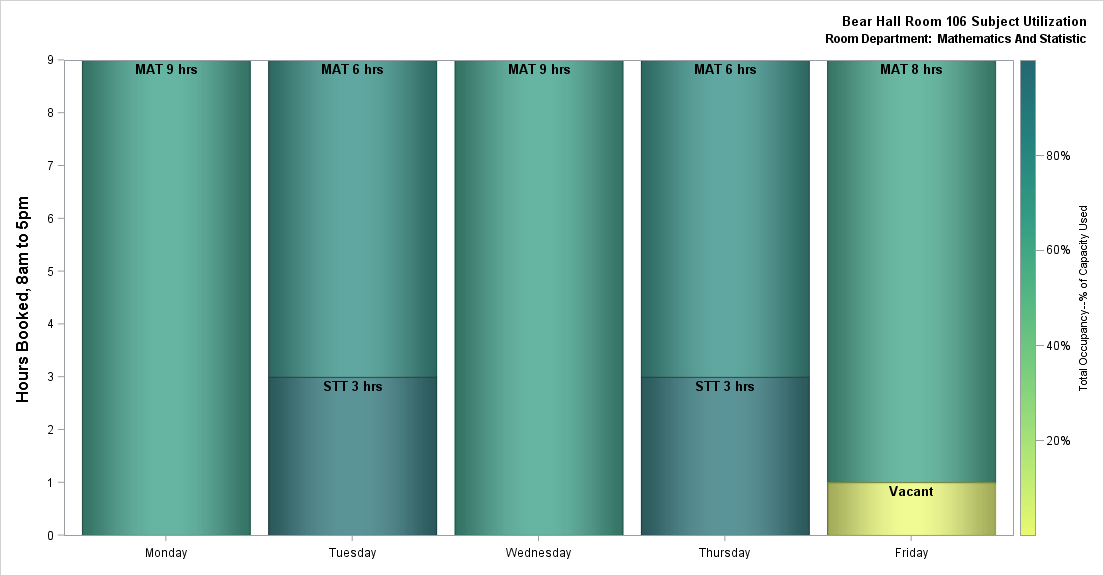 Bear Hall Room 106 Subject Utilization
Room Department: Mathematics And Statistic
Hours Booked, 8am to 5pm
9
8
7
6
5
4
3
2
1
0
MAT 9 hrs
MAT 6 hrs
MAT 9 hrs
MAT 6 hrs
MAT 8 hrs
STT 3 hrs
STT 3 hrs
Vacant
Monday
Tuesday
Wednesday
Thursday
Friday
80%
60%
40%
20%
Total Occupancy--% of Capacity Used